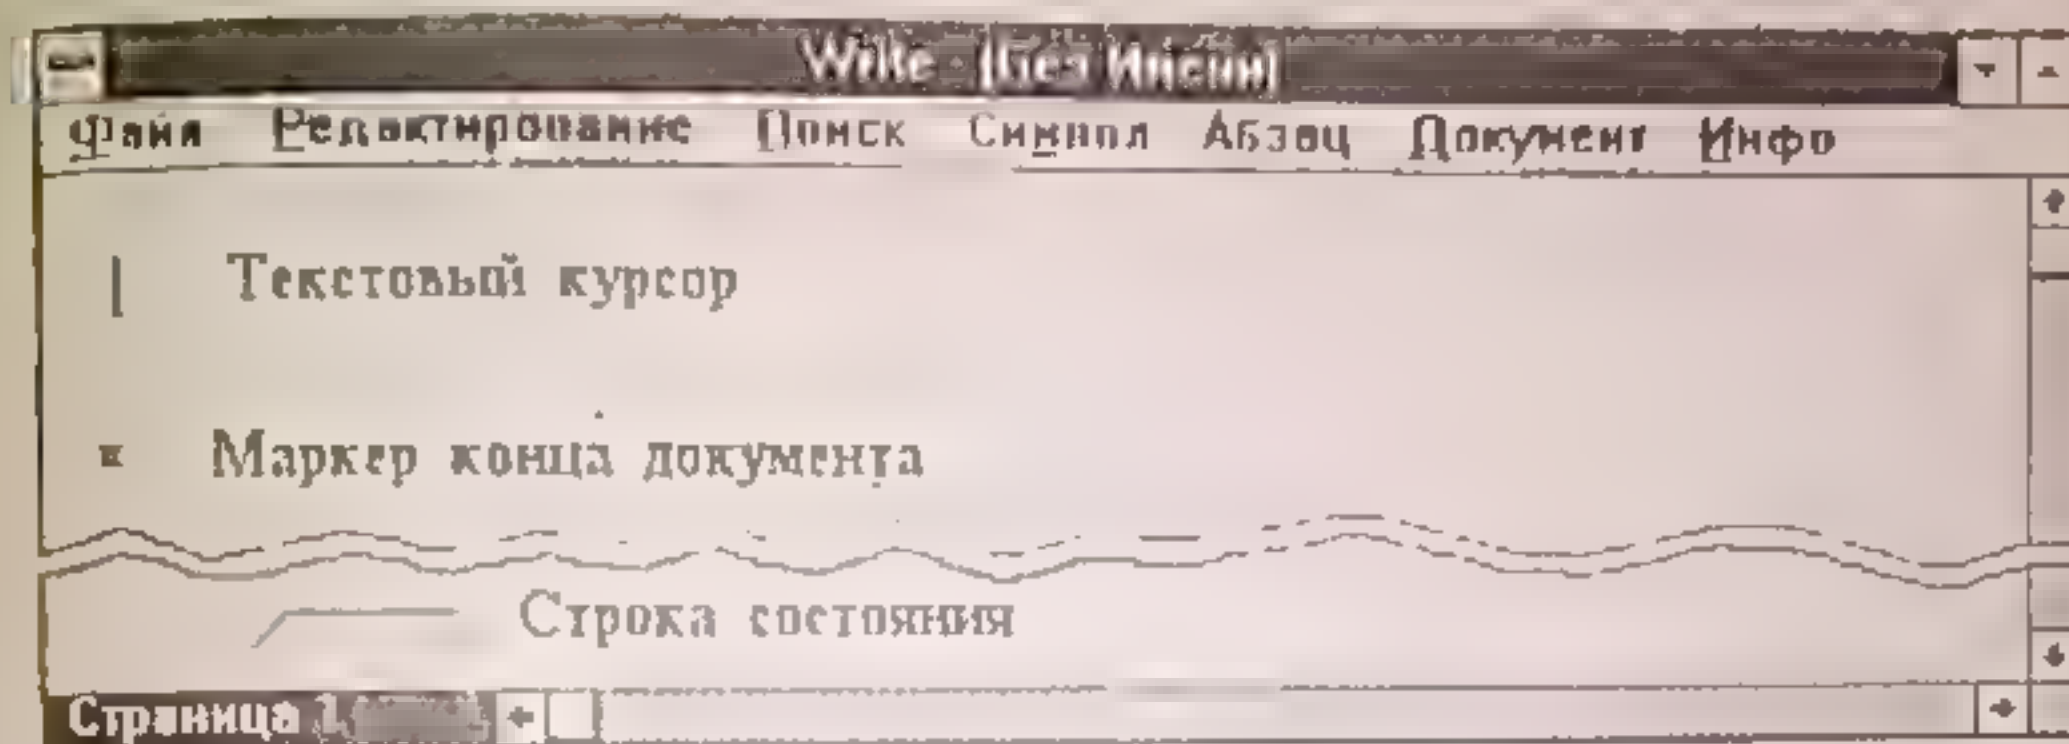 Write - (Без Имени)
Файл Редактирование Поиск Символ Абзац Документ Инфо
Текстовый курсор
¤ Маркер конца документа
Строка состояния
Страница 1